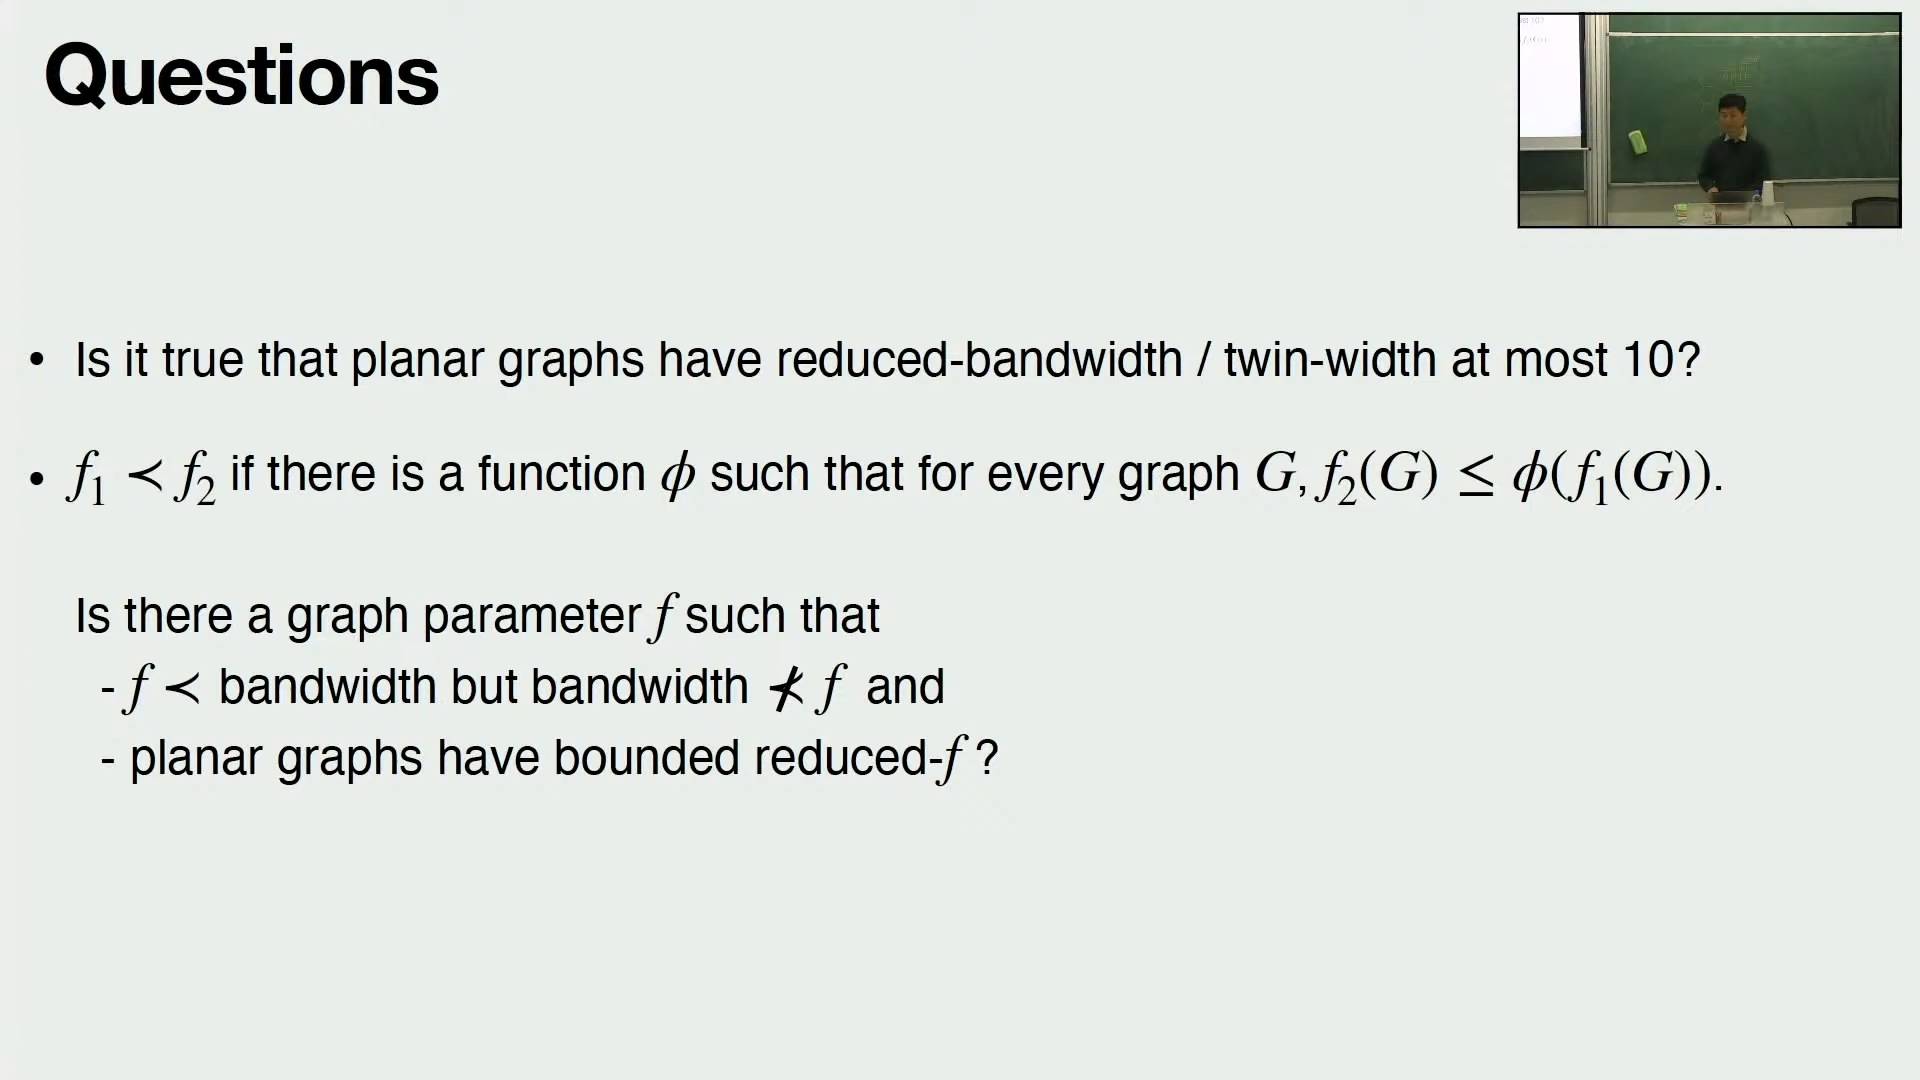 Questions
• Is it true that planar graphs have reduced-bandwidth / twin-width at most 10?
• f₁ ≺ f₂ if there is a function ϕ such that for every graph G, f₂(G) ≤ ϕ(f₁(G)).
Is there a graph parameter f such that
- f ≺ bandwidth but bandwidth ⊀ f and
- planar graphs have bounded reduced-f ?